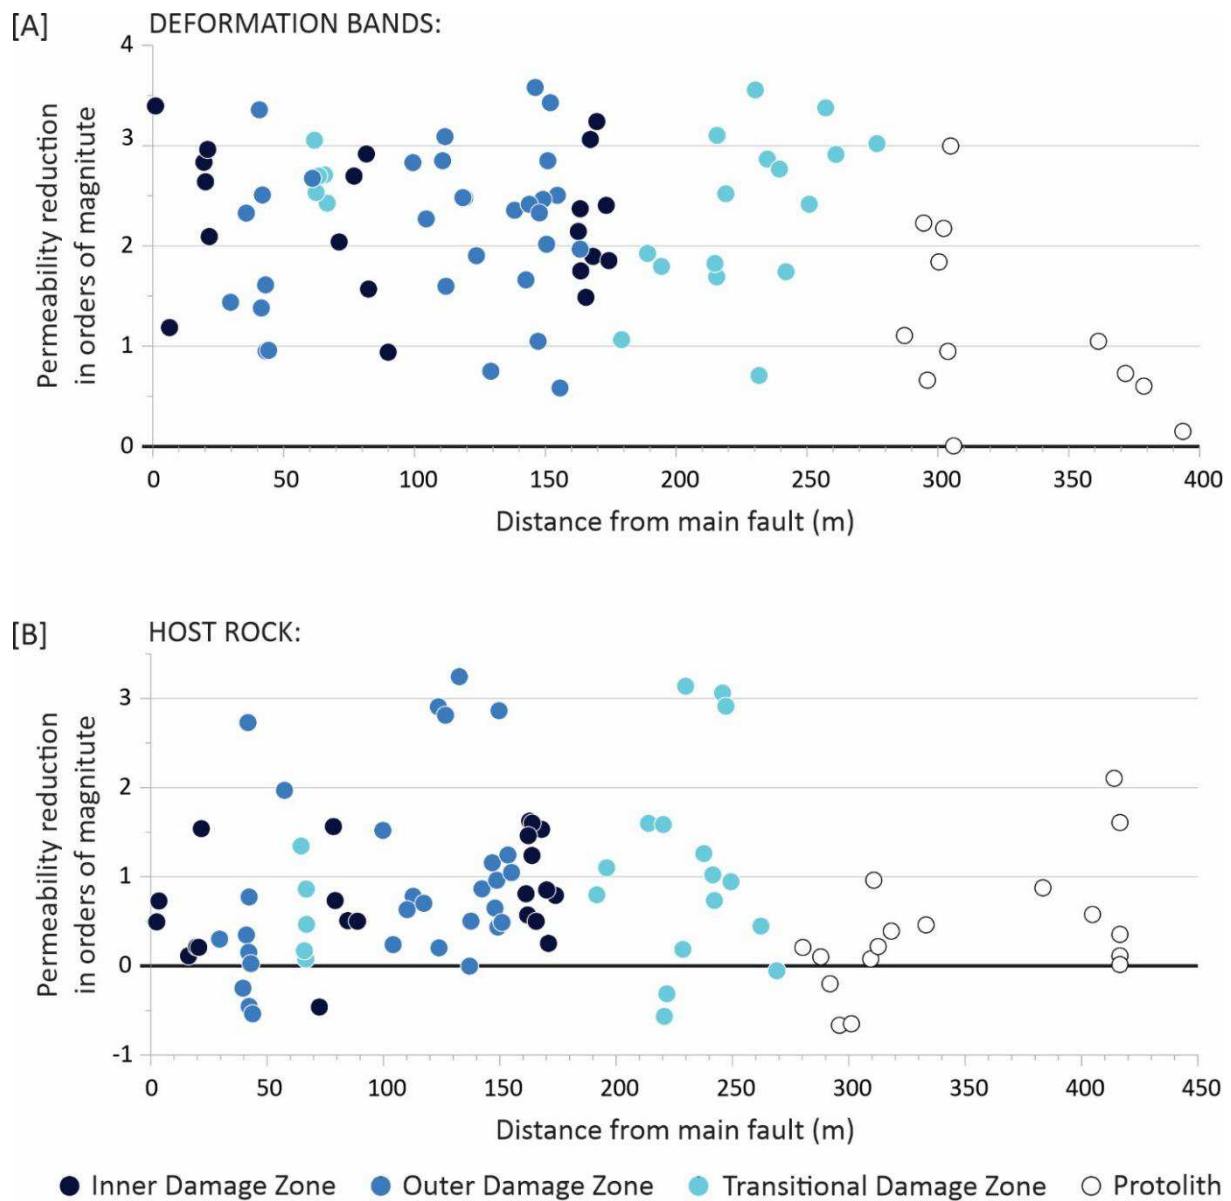 [A] DEFORMATION BANDS:
Permeability reduction
in orders of magnitute
4
3
2
1
0
0 50 100 150 200 250 300 350 400
Distance from main fault (m)
[B] HOST ROCK:
Permeability reduction
in orders of magnitute
3
2
1
0
-1
0 50 100 150 200 250 300 350 400 450
Distance from main fault (m)
Inner Damage Zone Outer Damage Zone Transitional Damage Zone Protolith